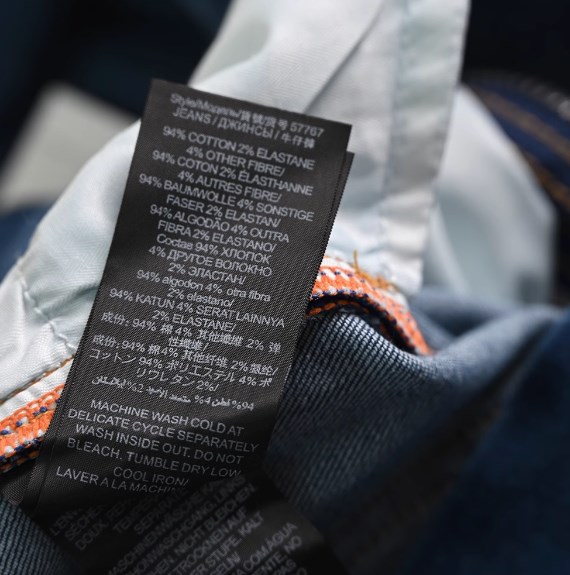 Style/Модель/貨號/货号 57767
JEANS / ДЖИНСЫ / 牛仔褲
94% COTTON 2% ELASTANE
4% OTHER FIBRE/
94% COTON 2% ÉLASTHANNE
4% AUTRES FIBRE/
94% BAUMWOLLE 4% SONSTIGE
FASER 2% ELASTAN/
94% ALGODÃO 4% OUTRA
FIBRA 2% ELASTANO/
Состав 94% ХЛОПОК
4% ДРУГОЕ ВОЛОКНО
2% ЭЛАСТАН/
94% algodon 4% otra fibra
2% elastano/
94% KATUN 4% SERAT LAINNYA
2% ELASTANE/
成份: 94% 棉 4% 其他纖維 2% 弹
性纖維/
成份: 94% 棉 4% 其他纤维 2% 氨纶/
コットン 94% ポリエステル 4% ポ
リウレタン 2%/
MACHINE WASH COLD AT
DELICATE CYCLE SEPARATELY
WASH INSIDE OUT. DO NOT
BLEACH. TUMBLE DRY LOW
COOL IRON/
LAVER A LA MACHIN